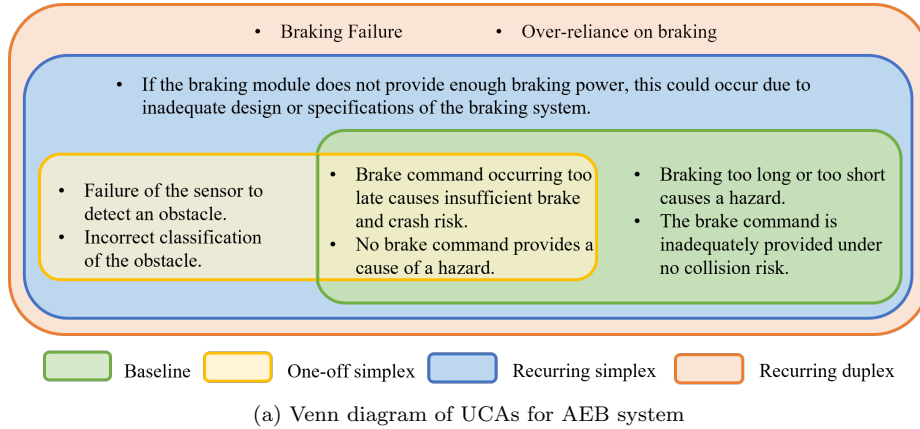 • Braking Failure • Over-reliance on braking
• If the braking module does not provide enough braking power, this could occur due to
inadequate design or specifications of the braking system.
• Failure of the sensor to
detect an obstacle.
• Incorrect classification
of the obstacle.
• Brake command occurring too
late causes insufficient brake
and crash risk.
• No brake command provides a
cause of a hazard.
• Braking too long or too short
causes a hazard.
• The brake command is
inadequately provided under
no collision risk.
Baseline One-off simplex Recurring simplex Recurring duplex
(a) Venn diagram of UCAs for AEB system